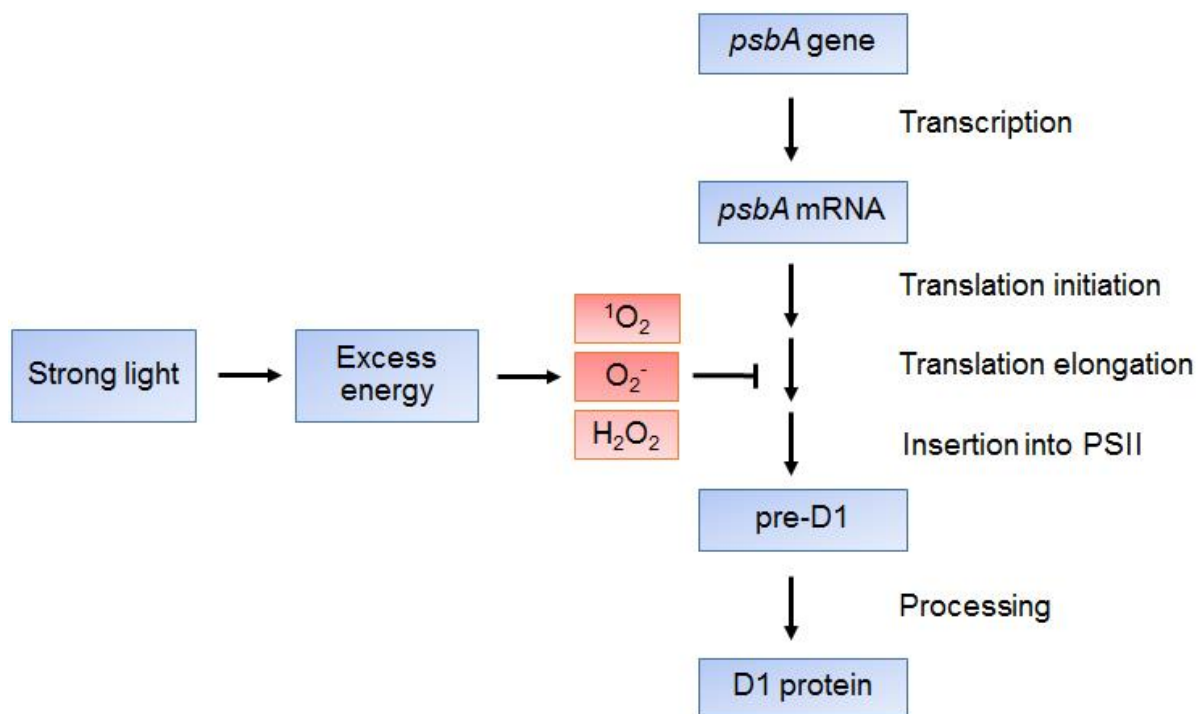 psbA gene
Transcription
psbA mRNA
Translation initiation
¹O₂
Strong light
Excess
energy
O₂⁻
Translation elongation
H₂O₂
Insertion into PSII
pre-D1
Processing
D1 protein